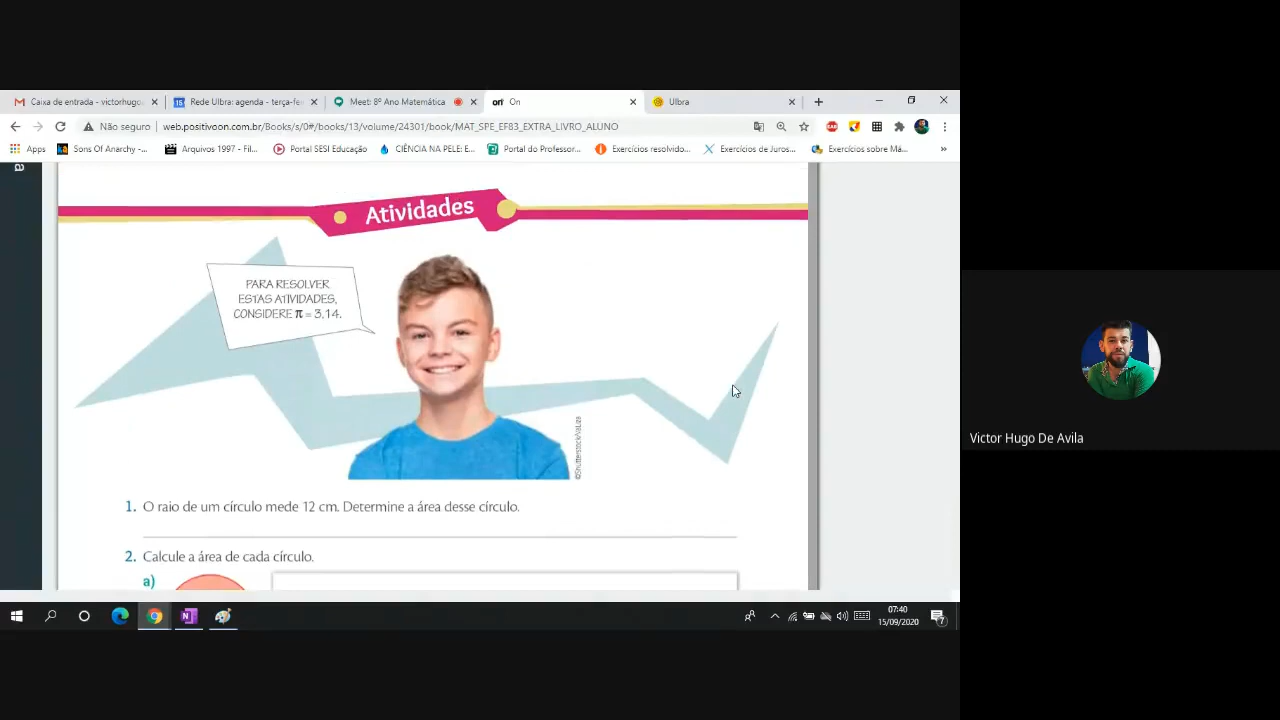 Caixa de entrada - victorhugo
Rede Ulbra: agenda - terça-fe
Meet: 8º Ano Matemática
On
Ulbra
Não seguro
web.positivoon.com.br/Books/s/0#/books/13/volume/24301/book/MAT_SPE_EF83_EXTRA_LIVRO_ALUNO
Apps
Sons Of Anarchy -...
Arquivos 1997 - Fil...
Portal SESI Educação
CIÊNCIA NA PELE: E...
Portal do Professor...
Exercícios resolvido...
Exercícios de Juros...
Exercícios sobre Má...
»
a
Atividades
PARA RESOLVER
ESTAS ATIVIDADES,
CONSIDERE π = 3,14.
©Shutterstock/VaLiza
1. O raio de um círculo mede 12 cm. Determine a área desse círculo.
2. Calcule a área de cada círculo.
a)
Victor Hugo De Avila
07:40
15/09/2020
7